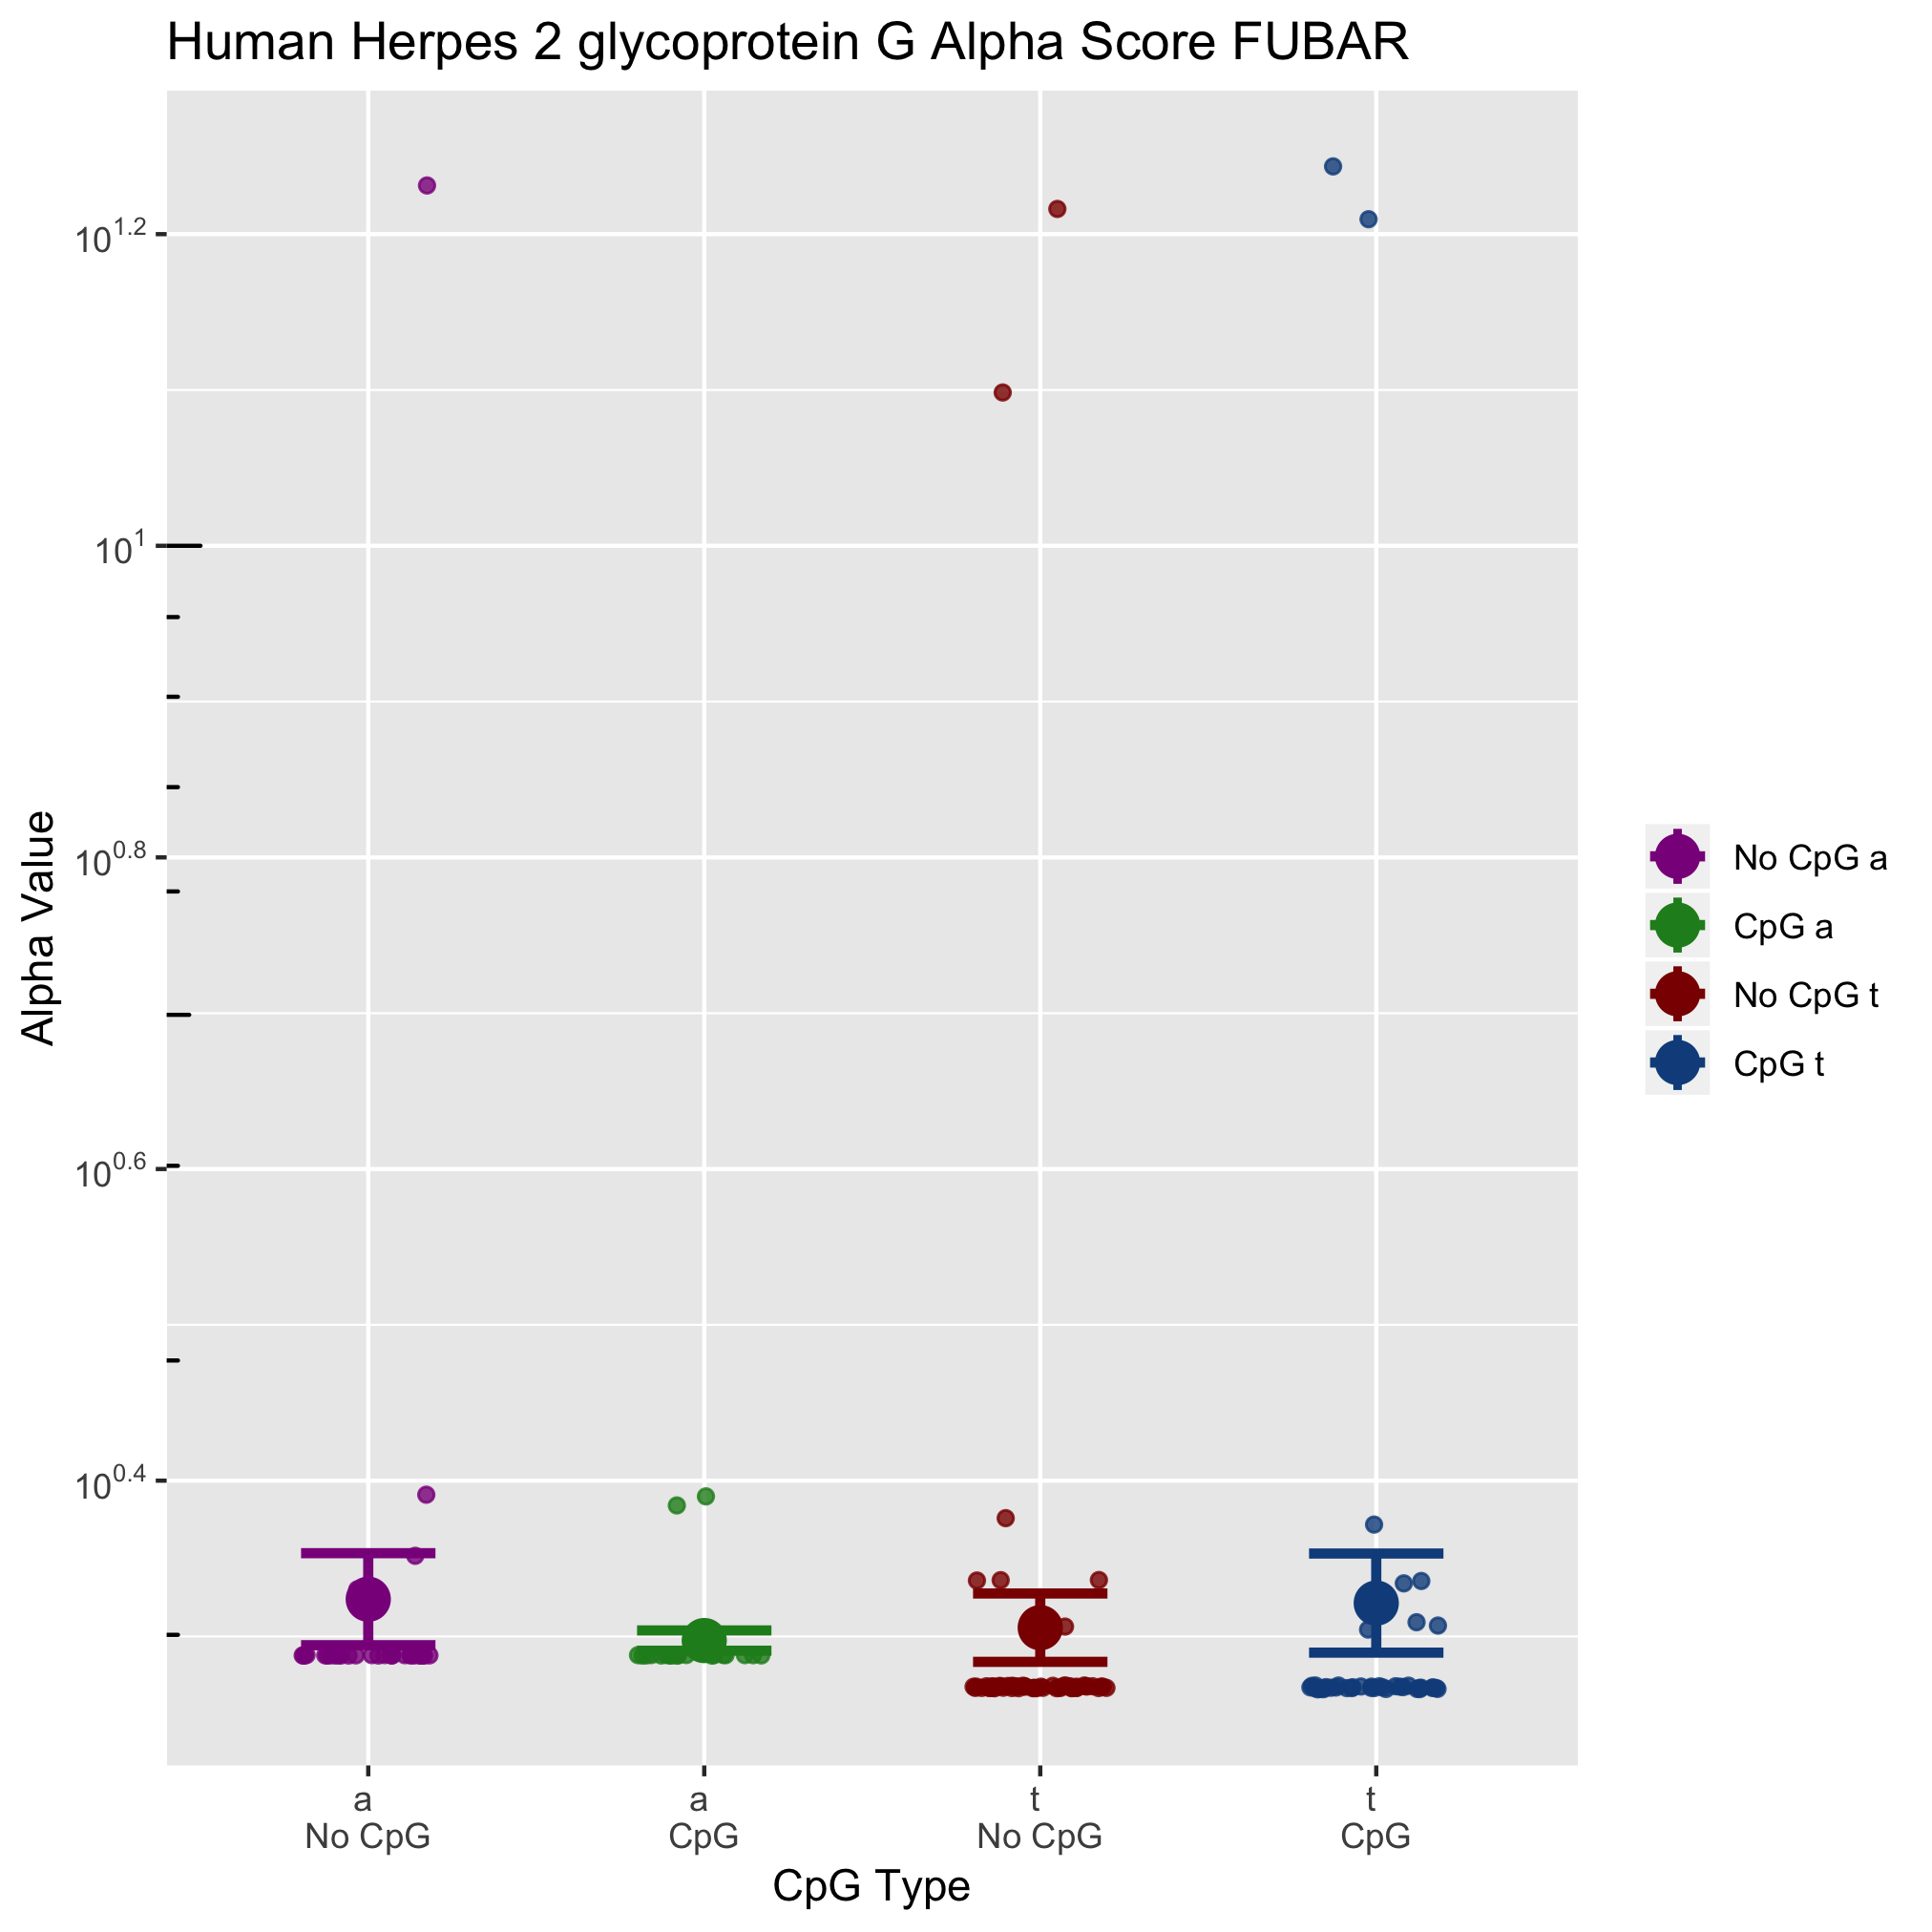 Human Herpes 2 glycoprotein G Alpha Score FUBAR
10^1.2
10^1
10^0.8
10^0.6
10^0.4
Alpha Value
a
No CpG
a
CpG
t
No CpG
t
CpG
CpG Type
No CpG a
CpG a
No CpG t
CpG t